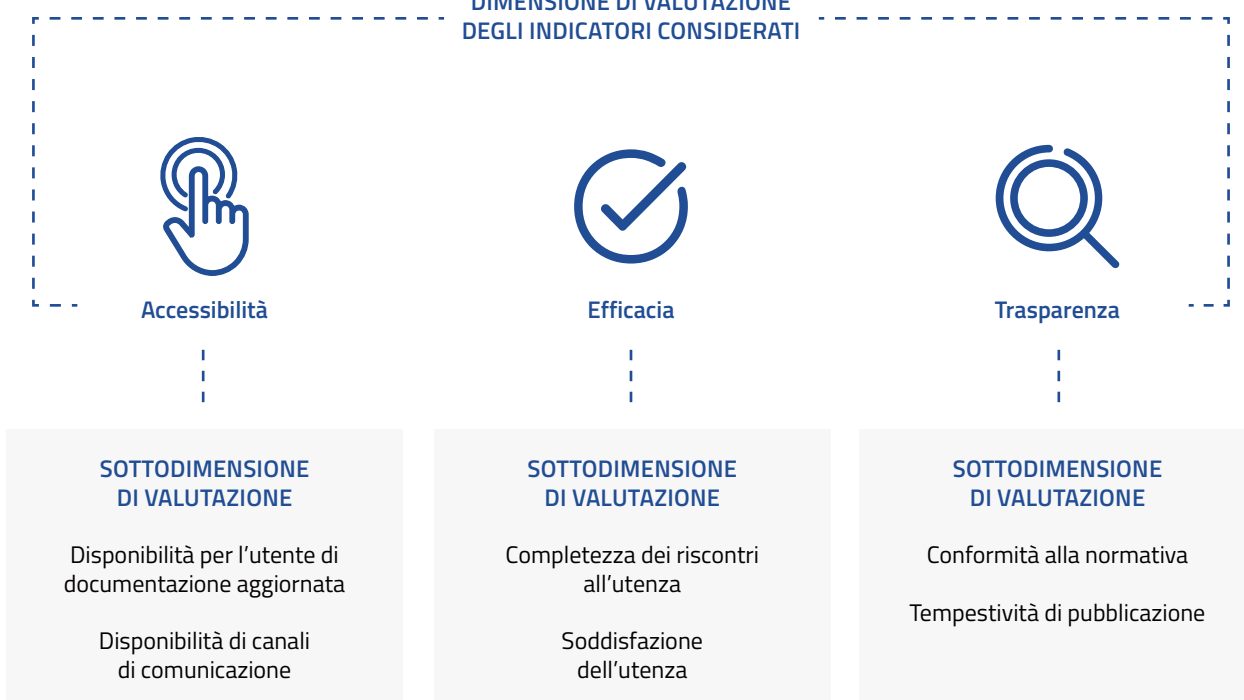 DIMENSIONE DI VALUTAZIONE
DEGLI INDICATORI CONSIDERATI
Accessibilità
Efficacia
Trasparenza
SOTTODIMENSIONE
DI VALUTAZIONE
Disponibilità per l’utente di
documentazione aggiornata
Disponibilità di canali
di comunicazione
SOTTODIMENSIONE
DI VALUTAZIONE
Completezza dei riscontri
all’utenza
Soddisfazione
dell’utenza
SOTTODIMENSIONE
DI VALUTAZIONE
Conformità alla normativa
Tempestività di pubblicazione